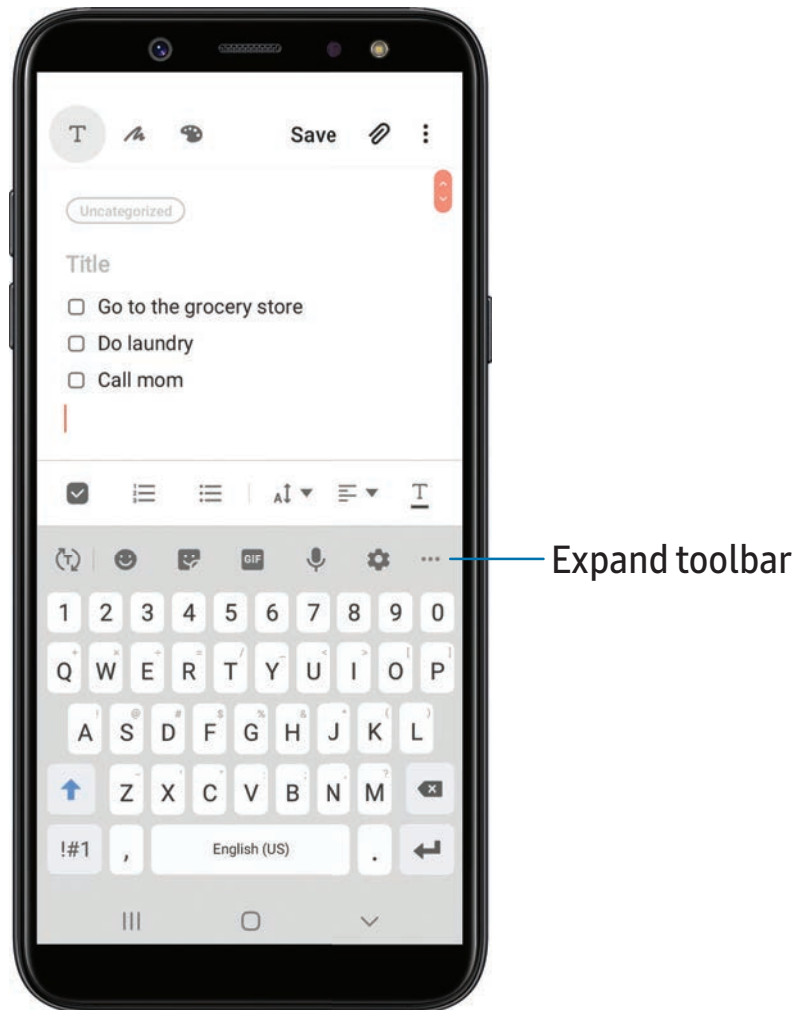 T Save
Uncategorized
Title
Go to the grocery store
Do laundry
Call mom
A T
T GIF
Expand toolbar
1 2 3 4 5 6 7 8 9 0
Q W E R T Y U I O P
A S D F G H J K L
Z X C V B N M
!#1 , English (US) .